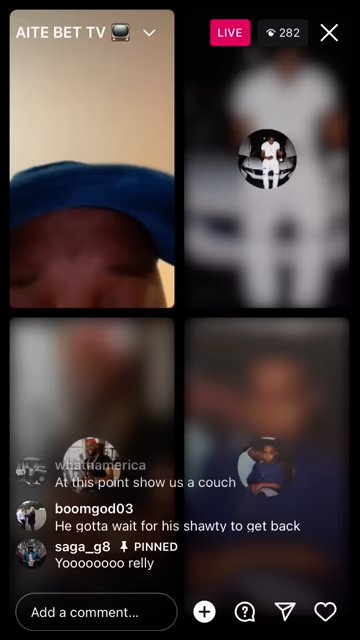 AITE BET TV
LIVE
282
whatnamerica
At this point show us a couch
boomgod03
He gotta wait for his shawty to get back
saga_g8 PINNED
Yoooooooo relly
Add a comment...